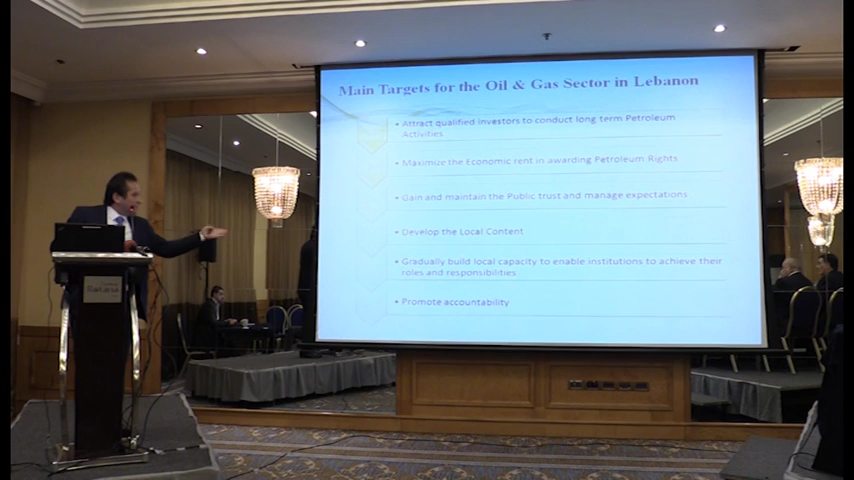 Main Targets for the Oil & Gas Sector in Lebanon
• Attract qualified investors to conduct long term Petroleum
Activities
• Maximize the Economic rent in awarding Petroleum Rights
• Gain and maintain the Public trust and manage expectations
• Develop the Local Content
• Gradually build local capacity to enable institutions to achieve their
roles and responsibilities
• Promote accountability